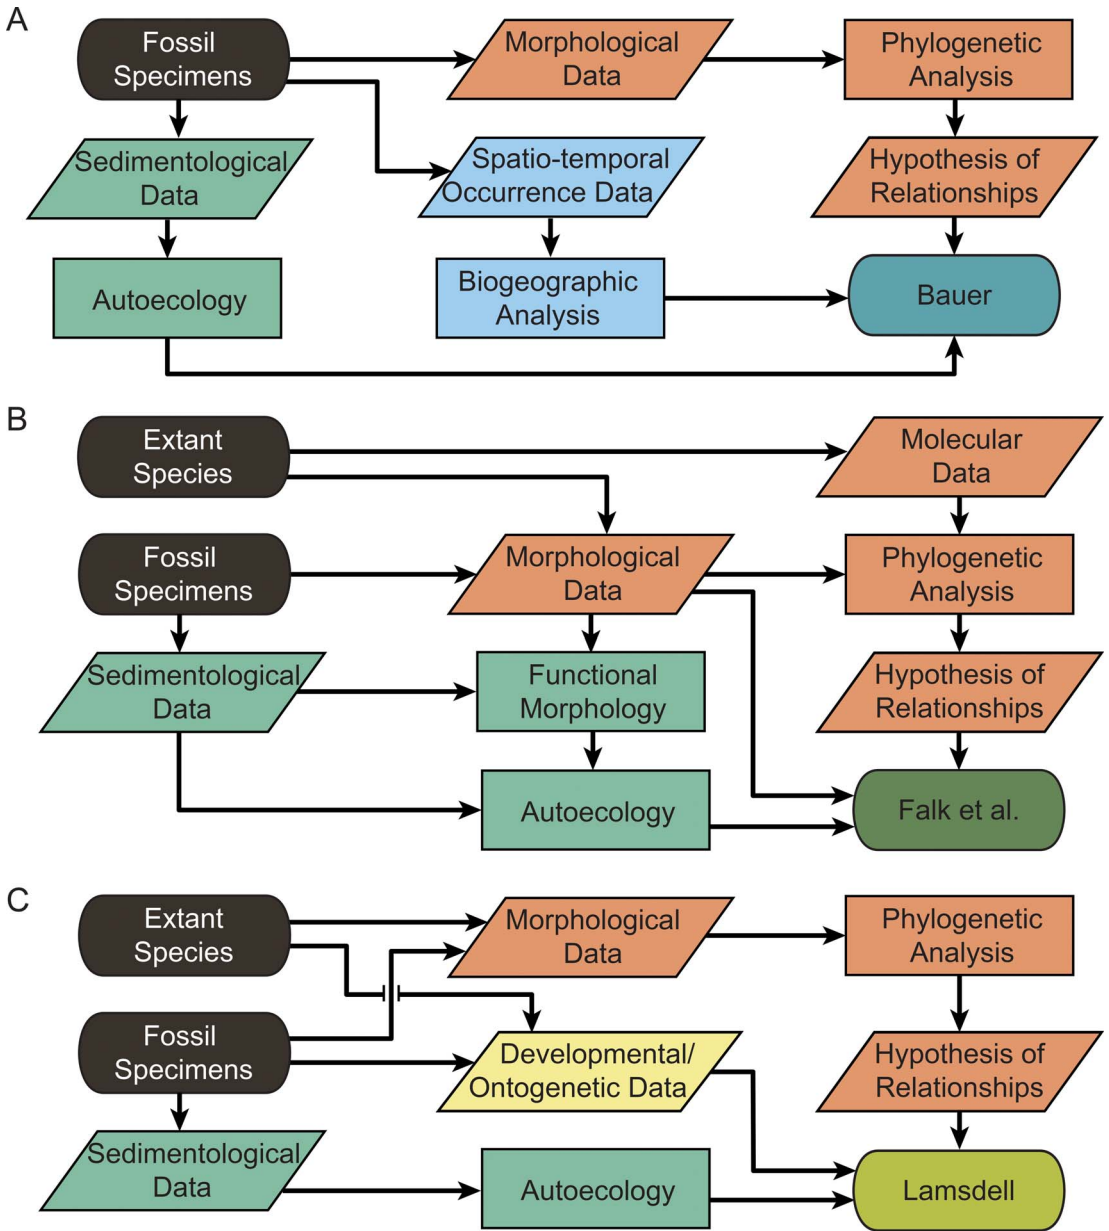 A
Fossil
Specimens
Morphological
Data
Phylogenetic
Analysis
Sedimentological
Data
Spatio-temporal
Occurrence Data
Hypothesis of
Relationships
Autoecology
Biogeographic
Analysis
Bauer
B
Extant
Species
Molecular
Data
Fossil
Specimens
Morphological
Data
Phylogenetic
Analysis
Sedimentological
Data
Functional
Morphology
Hypothesis of
Relationships
Autoecology
Falk et al.
C
Extant
Species
Morphological
Data
Phylogenetic
Analysis
Fossil
Specimens
Developmental/
Ontogenetic Data
Hypothesis of
Relationships
Sedimentological
Data
Autoecology
Lamsdell